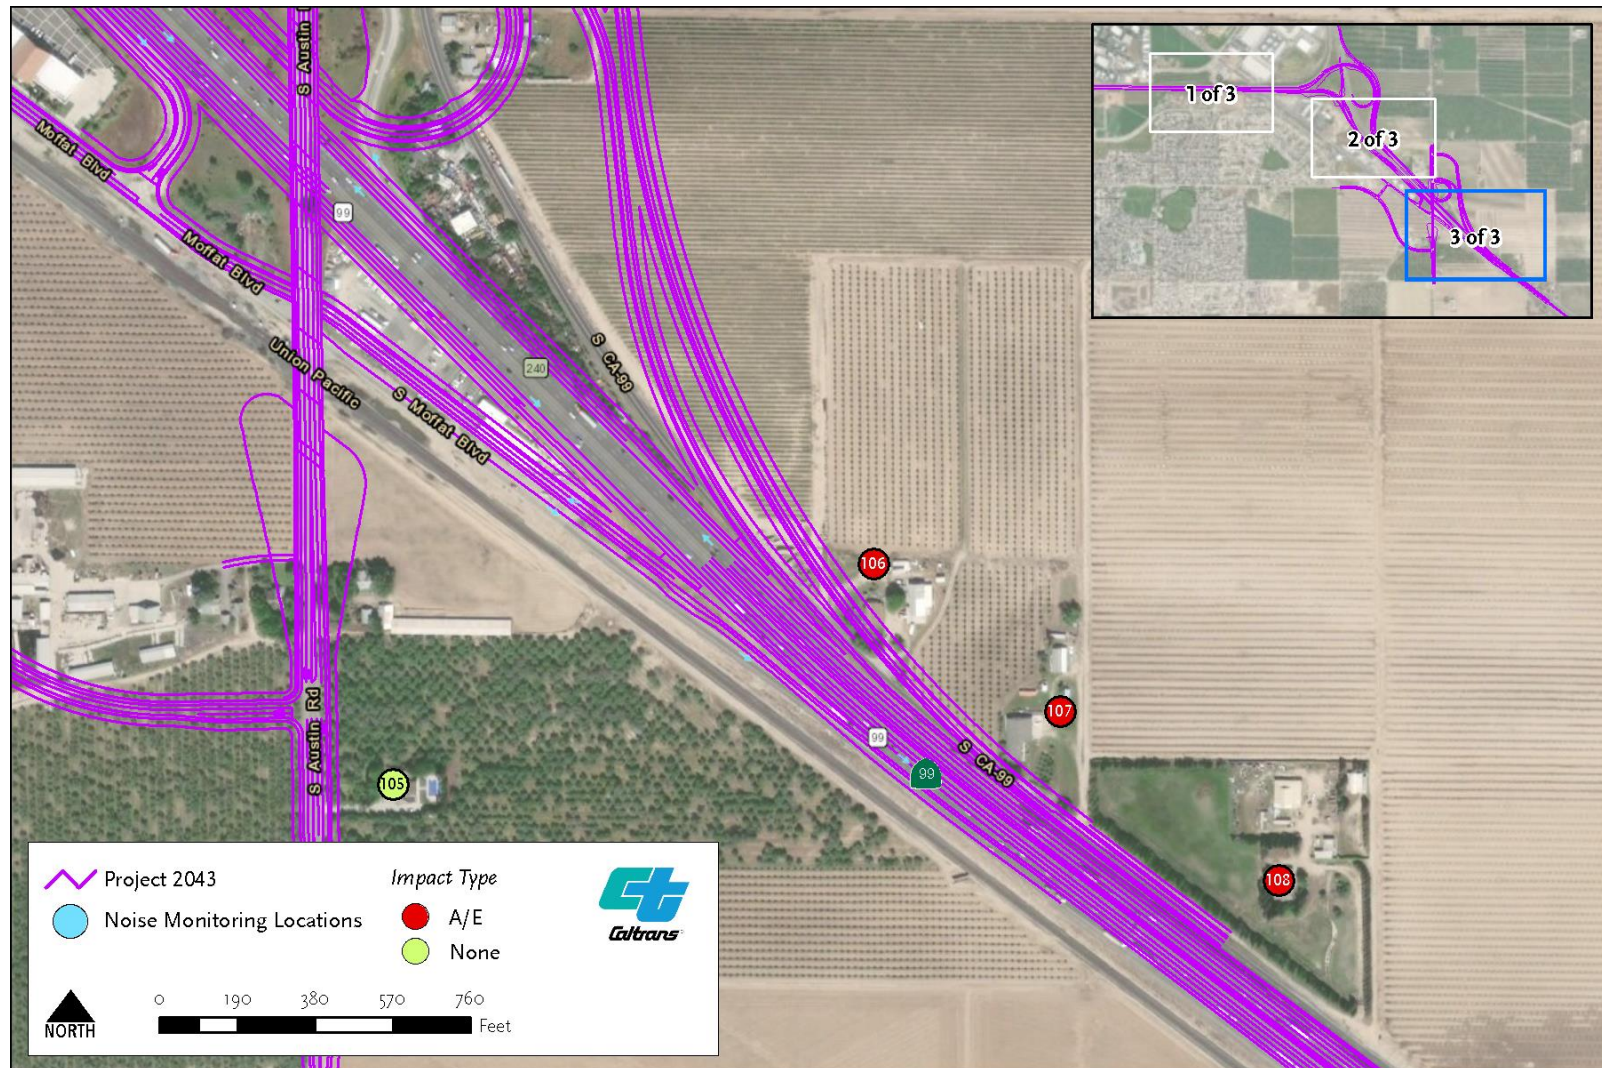 S Austin
1 of 3
2 of 3
3 of 3
Moffat Blvd
99
Moffat Blvd
Union Pacific
S CA-99
240
S Moffat Blvd
106
107
S Austin Rd
99
S CA-99
99
105
108
Project 2043
Noise Monitoring Locations
Impact Type
A/E
None
Caltrans
0 190 380 570 760
Feet
NORTH